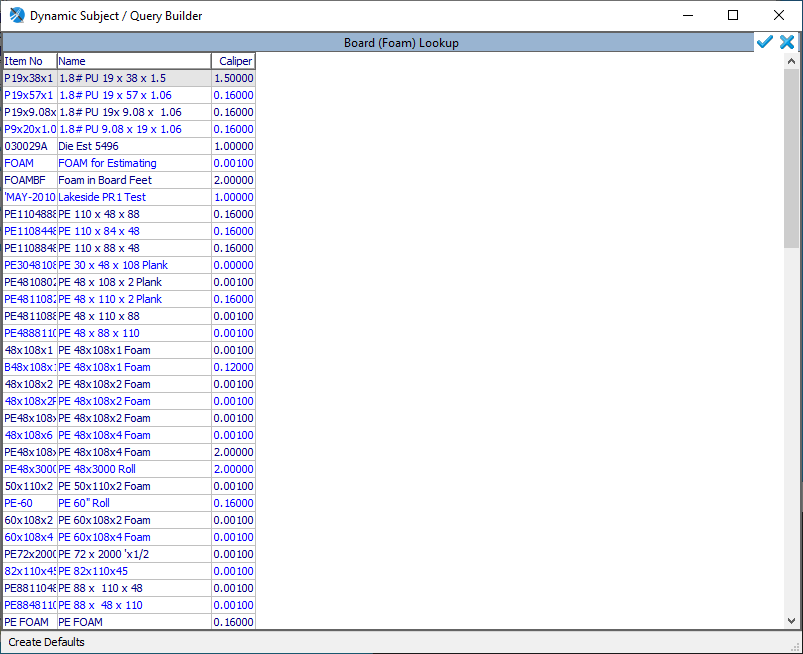 Dynamic Subject / Query Builder
Board (Foam) Lookup
Item No Name Caliper
P19x38x1 1.8# PU 19 x 38 x 1.5 1.50000
P19x57x1 1.8# PU 19 x 57 x 1.06 0.16000
P19x9.08x 1.8# PU 19x 9.08 x  1.06 0.16000
P9x20x1.0 1.8# PU 9.08 x 19 x 1.06 0.16000
030029A Die Est 5496 1.00000
FOAM FOAM for Estimating 0.00100
FOAMBF Foam in Board Feet 2.00000
'MAY-2010 Lakeside PR1 Test 1.00000
PE1104888 PE 110 x 48 x 88 0.16000
PE1108448 PE 110 x 84 x 48 0.16000
PE1108848 PE 110 x 88 x 48 0.16000
PE3048108 PE 30 x 48 x 108 Plank 0.00000
PE4810802 PE 48 x 108 x 2 Plank 0.00100
PE4811082 PE 48 x 110 x 2 Plank 0.16000
PE4811088 PE 48 x 110 x 88 0.00100
PE4888110 PE 48 x 88 x 110 0.00100
48x108x1 PE 48x108x1 Foam 0.00100
B48x108x1 PE 48x108x1 Foam 0.12000
48x108x2 PE 48x108x2 Foam 0.00100
48x108x2F PE 48x108x2 Foam 0.00100
PE48x108x PE 48x108x2 Foam 0.00100
48x108x6 PE 48x108x4 Foam 0.00100
PE48x108x PE 48x108x4 Foam 2.00000
PE48x3000 PE 48x3000 Roll 2.00000
50x110x2 PE 50x110x2 Foam 0.00100
PE-60 PE 60" Roll 0.16000
60x108x2 PE 60x108x2 Foam 0.00100
60x108x4 PE 60x108x4 Foam 0.00100
PE72x2000 PE 72 x 2000 'x1/2 0.00100
82x110x45 PE 82x110x45 0.00100
PE8811048 PE 88 x  110 x 48 0.00100
PE8848110 PE 88 x  48 x 110 0.00100
PE FOAM PE FOAM 0.16000
Create Defaults